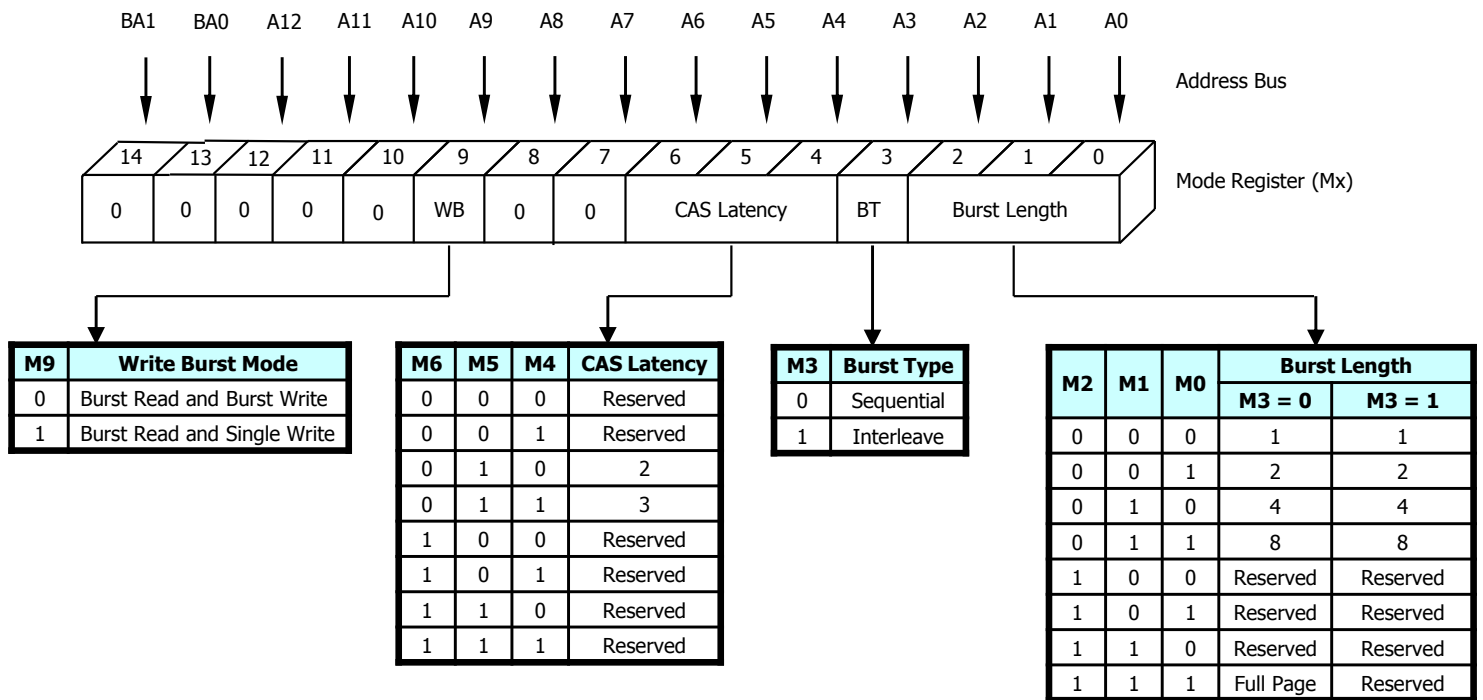 BA1 BA0 A12 A11 A10 A9 A8 A7 A6 A5 A4 A3 A2 A1 A0
Address Bus
14 13 12 11 10 9 8 7 6 5 4 3 2 1 0
Mode Register (Mx)
0 0 0 0 0 WB 0 0 CAS Latency BT Burst Length
M9 Write Burst Mode
0 Burst Read and Burst Write
1 Burst Read and Single Write
M6 M5 M4 CAS Latency
0 0 0 Reserved
0 0 1 Reserved
0 1 0 2
0 1 1 3
1 0 0 Reserved
1 0 1 Reserved
1 1 0 Reserved
1 1 1 Reserved
M3 Burst Type
0 Sequential
1 Interleave
M2 M1 M0 Burst Length
M3 = 0 M3 = 1
0 0 0 1 1
0 0 1 2 2
0 1 0 4 4
0 1 1 8 8
1 0 0 Reserved Reserved
1 0 1 Reserved Reserved
1 1 0 Reserved Reserved
1 1 1 Full Page Reserved